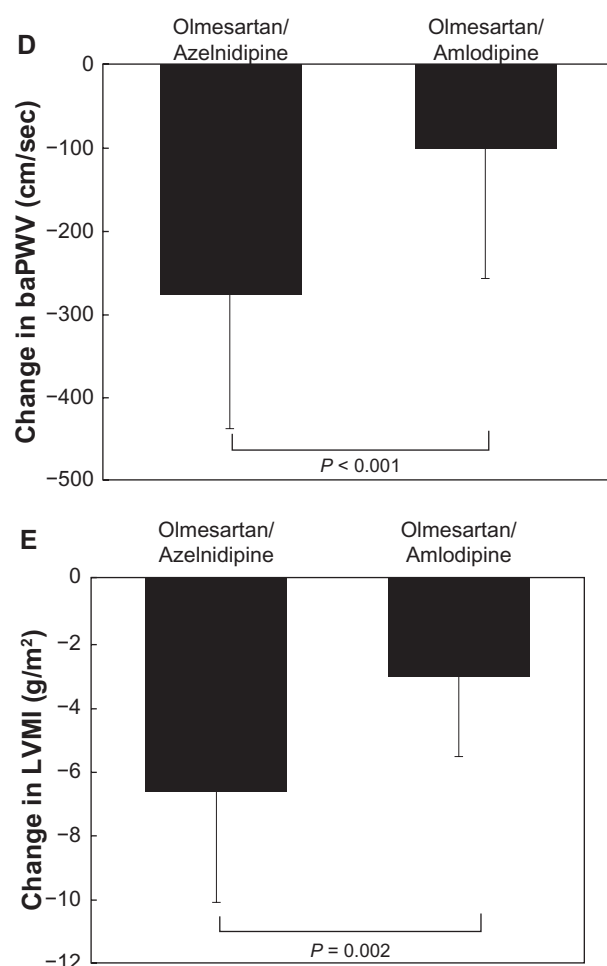 D
Olmesartan/ Olmesartan/
Azelnidipine Amlodipine
0
−100
−200
−300
−400
−500
Change in baPWV (cm/sec)
P < 0.001
E
Olmesartan/ Olmesartan/
Azelnidipine Amlodipine
0
−2
−4
−6
−8
−10
−12
Change in LVMI (g/m²)
P = 0.002